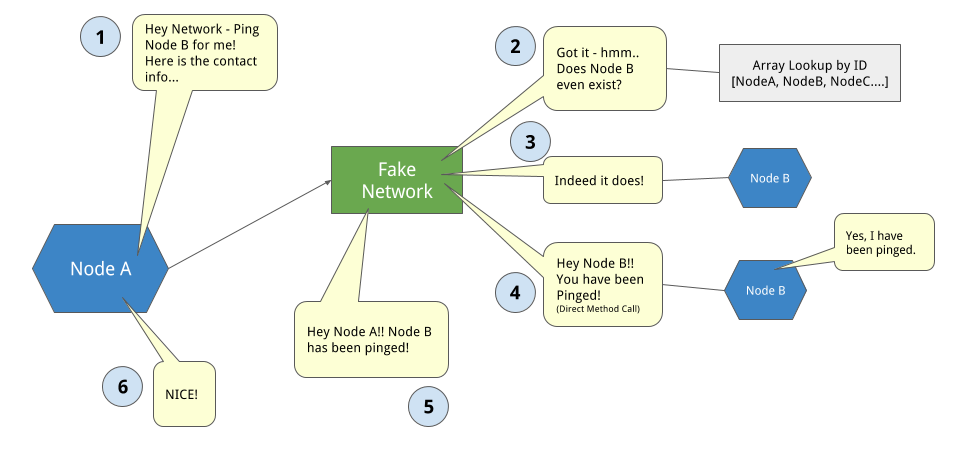 1
Hey Network - Ping
Node B for me!
Here is the contact
info...
2
Got it - hmm..
Does Node B
even exist?
Array Lookup by ID
[NodeA, NodeB, NodeC....]
3
Indeed it does!
Node B
Fake
Network
Node A
4
Hey Node B!!
You have been
Pinged!
(Direct Method Call)
Node B
Yes, I have
been pinged.
Hey Node A!! Node B
has been pinged!
5
6
NICE!